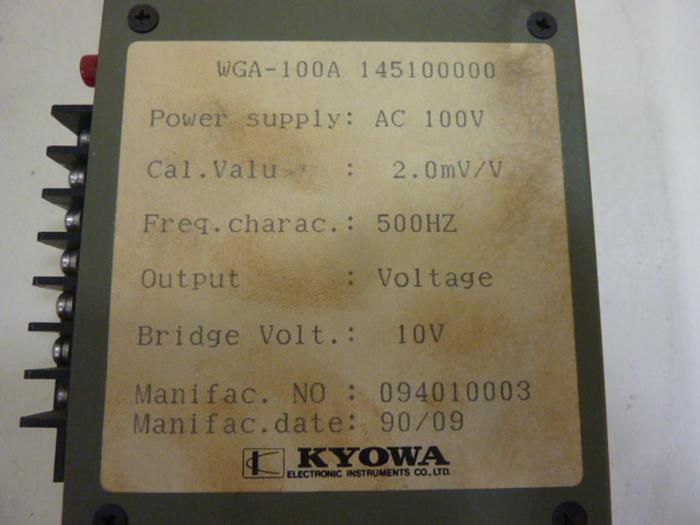 WGA-100A 145100000
Power supply: AC 100V
Cal.Valu : 2.0mV/V
Freq.charac.: 500HZ
Output : Voltage
Bridge Volt.: 10V
Manifac. NO : 094010003
Manifac.date: 90/09
KYOWA
ELECTRONIC INSTRUMENTS CO., LTD.